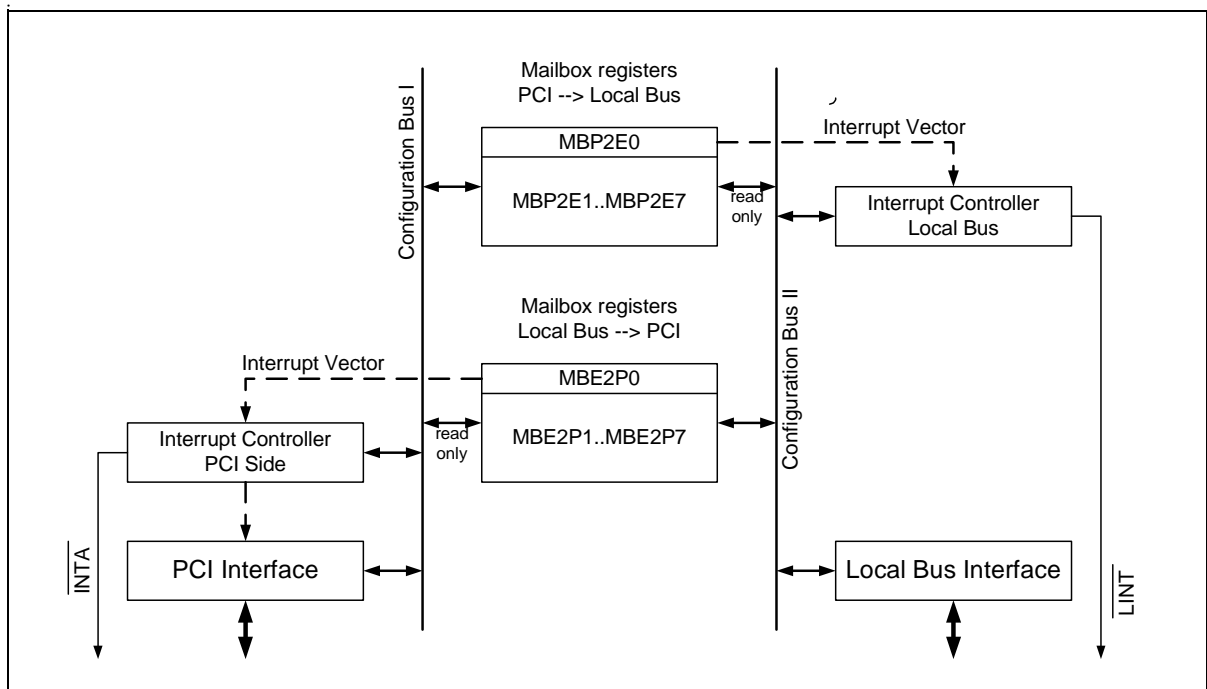 Mailbox registers
PCI --> Local Bus
Configuration Bus I
Interrupt Vector
MBP2E0
MBP2E1..MBP2E7
read
only
Interrupt Controller
Local Bus
Mailbox registers
Local Bus --> PCI
Configuration Bus II
Interrupt Vector
MBE2P0
MBE2P1..MBE2P7
read
only
Interrupt Controller
PCI Side
INTA
PCI Interface
Local Bus Interface
LINT